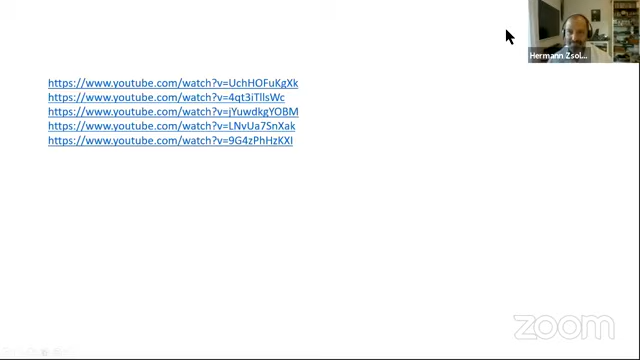 Hermann Zsol...
https://www.youtube.com/watch?v=UchHOFuKgXk
https://www.youtube.com/watch?v=4qt3iTllsWc
https://www.youtube.com/watch?v=jYuwdkgYOBM
https://www.youtube.com/watch?v=LNvUa7SnXak
https://www.youtube.com/watch?v=9G4zPhHzKXI
zoom